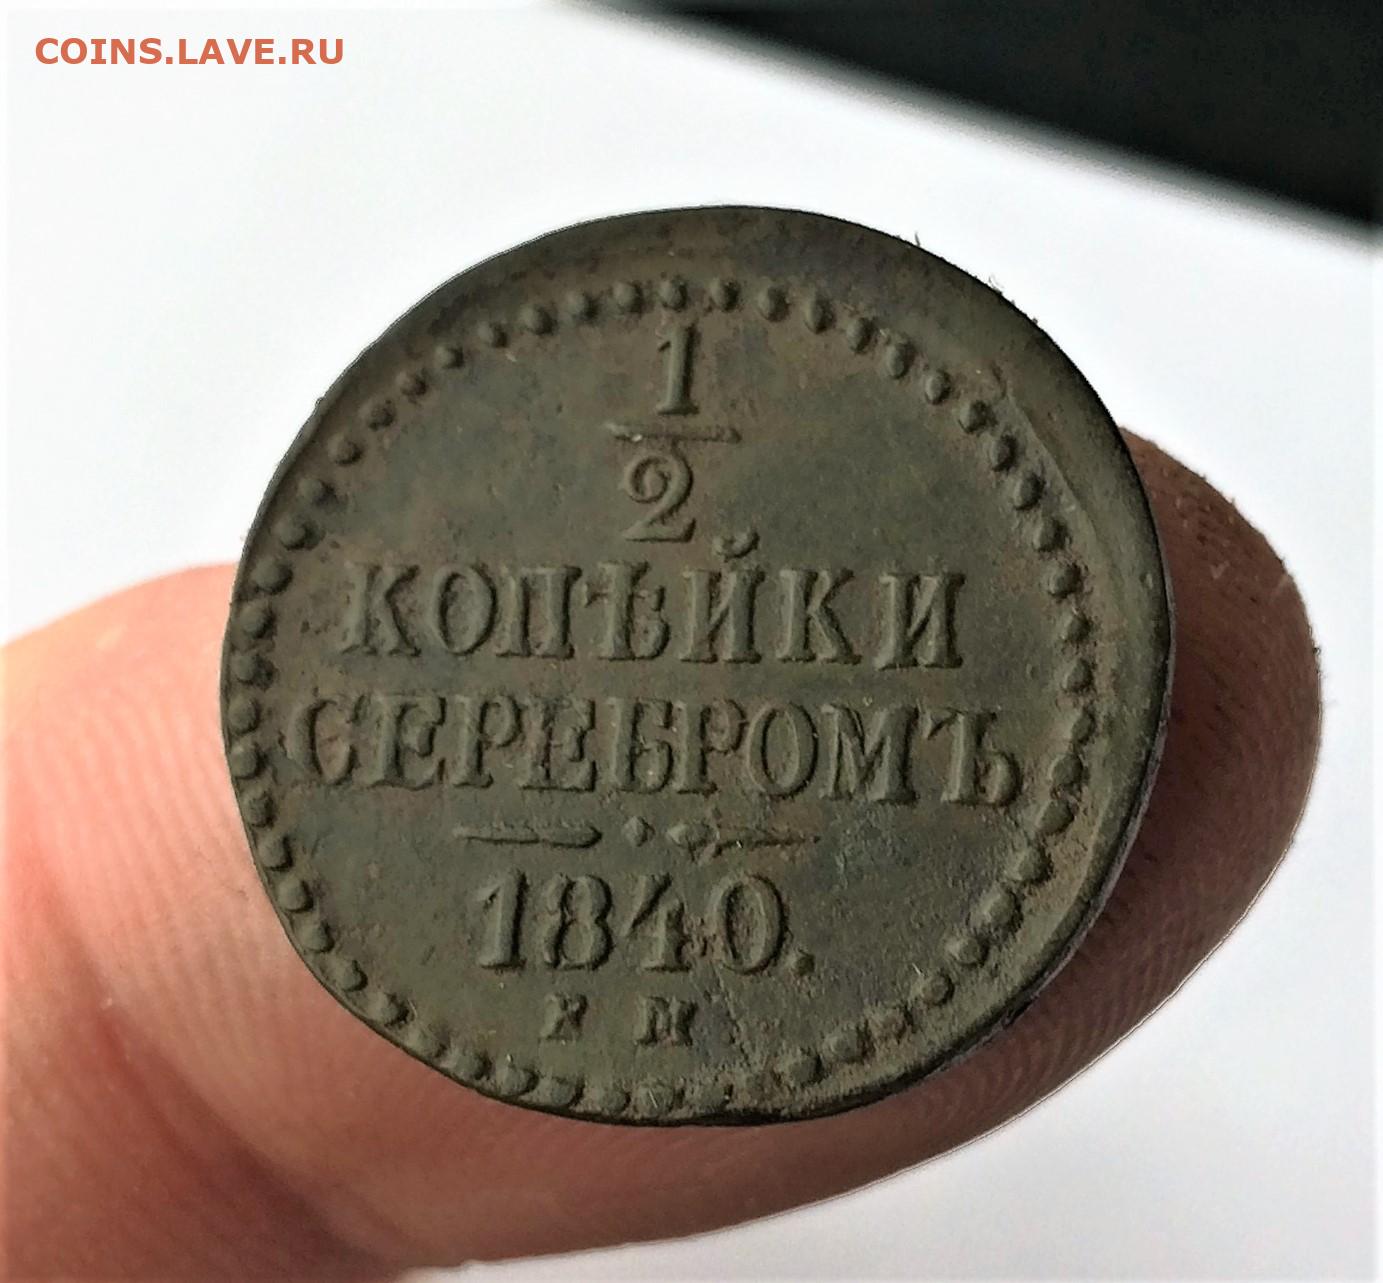 COINS.LAVE.RU
1
2
КОПѢЙКИ
СЕРЕБРОМЪ
1840.
Е М